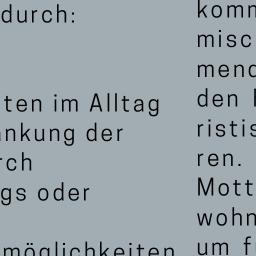 durch:
ten im Alltag
ankung der
rch
gs oder
möglichkeiten
komm
misc
mend
den
ristis
ren.
Mott
wohn
um f